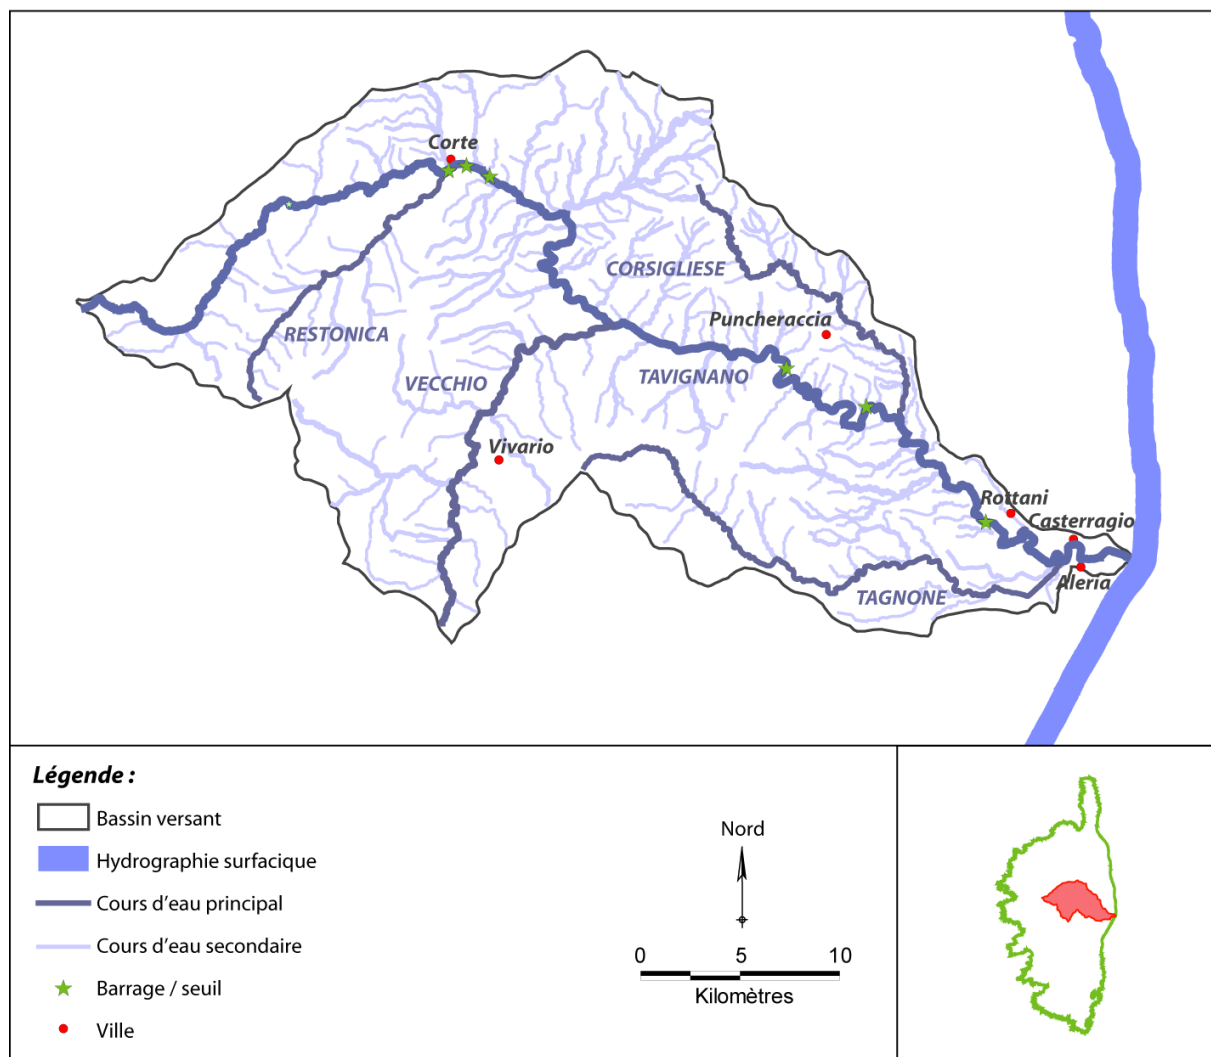 Corte
CORSIGLIESE
Puncheraccia
RESTONICA
VECCHIO
TAVIGNANO
Vivario
Rottani
Casterragio
Aleria
TAGNONE
Légende :
Bassin versant
Hydrographie surfacique
Cours d'eau principal
Cours d'eau secondaire
Barrage / seuil
Ville
Nord
0 5 10
Kilomètres